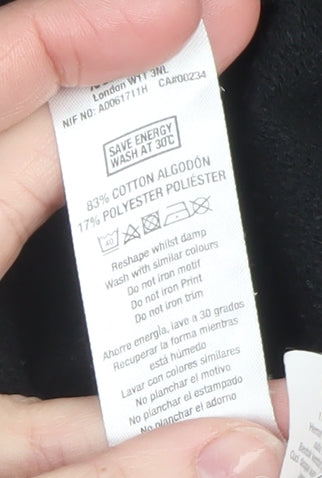 London W1T 3NL
NIF NO: A0061711H CA#00234
SAVE ENERGY
WASH AT 30°C
83% COTTON ALGODÓN
17% POLYESTER POLIÉSTER
40
Reshape whilst damp
Wash with similar colours
Do not iron motif
Do not iron Print
Do not iron trim
Ahorre energía, lave a 30 grados
Recuperar la forma mientras
está húmedo
Lavar con colores similares
No planchar el motivo
No planchar el estampado
No planchar el adorno